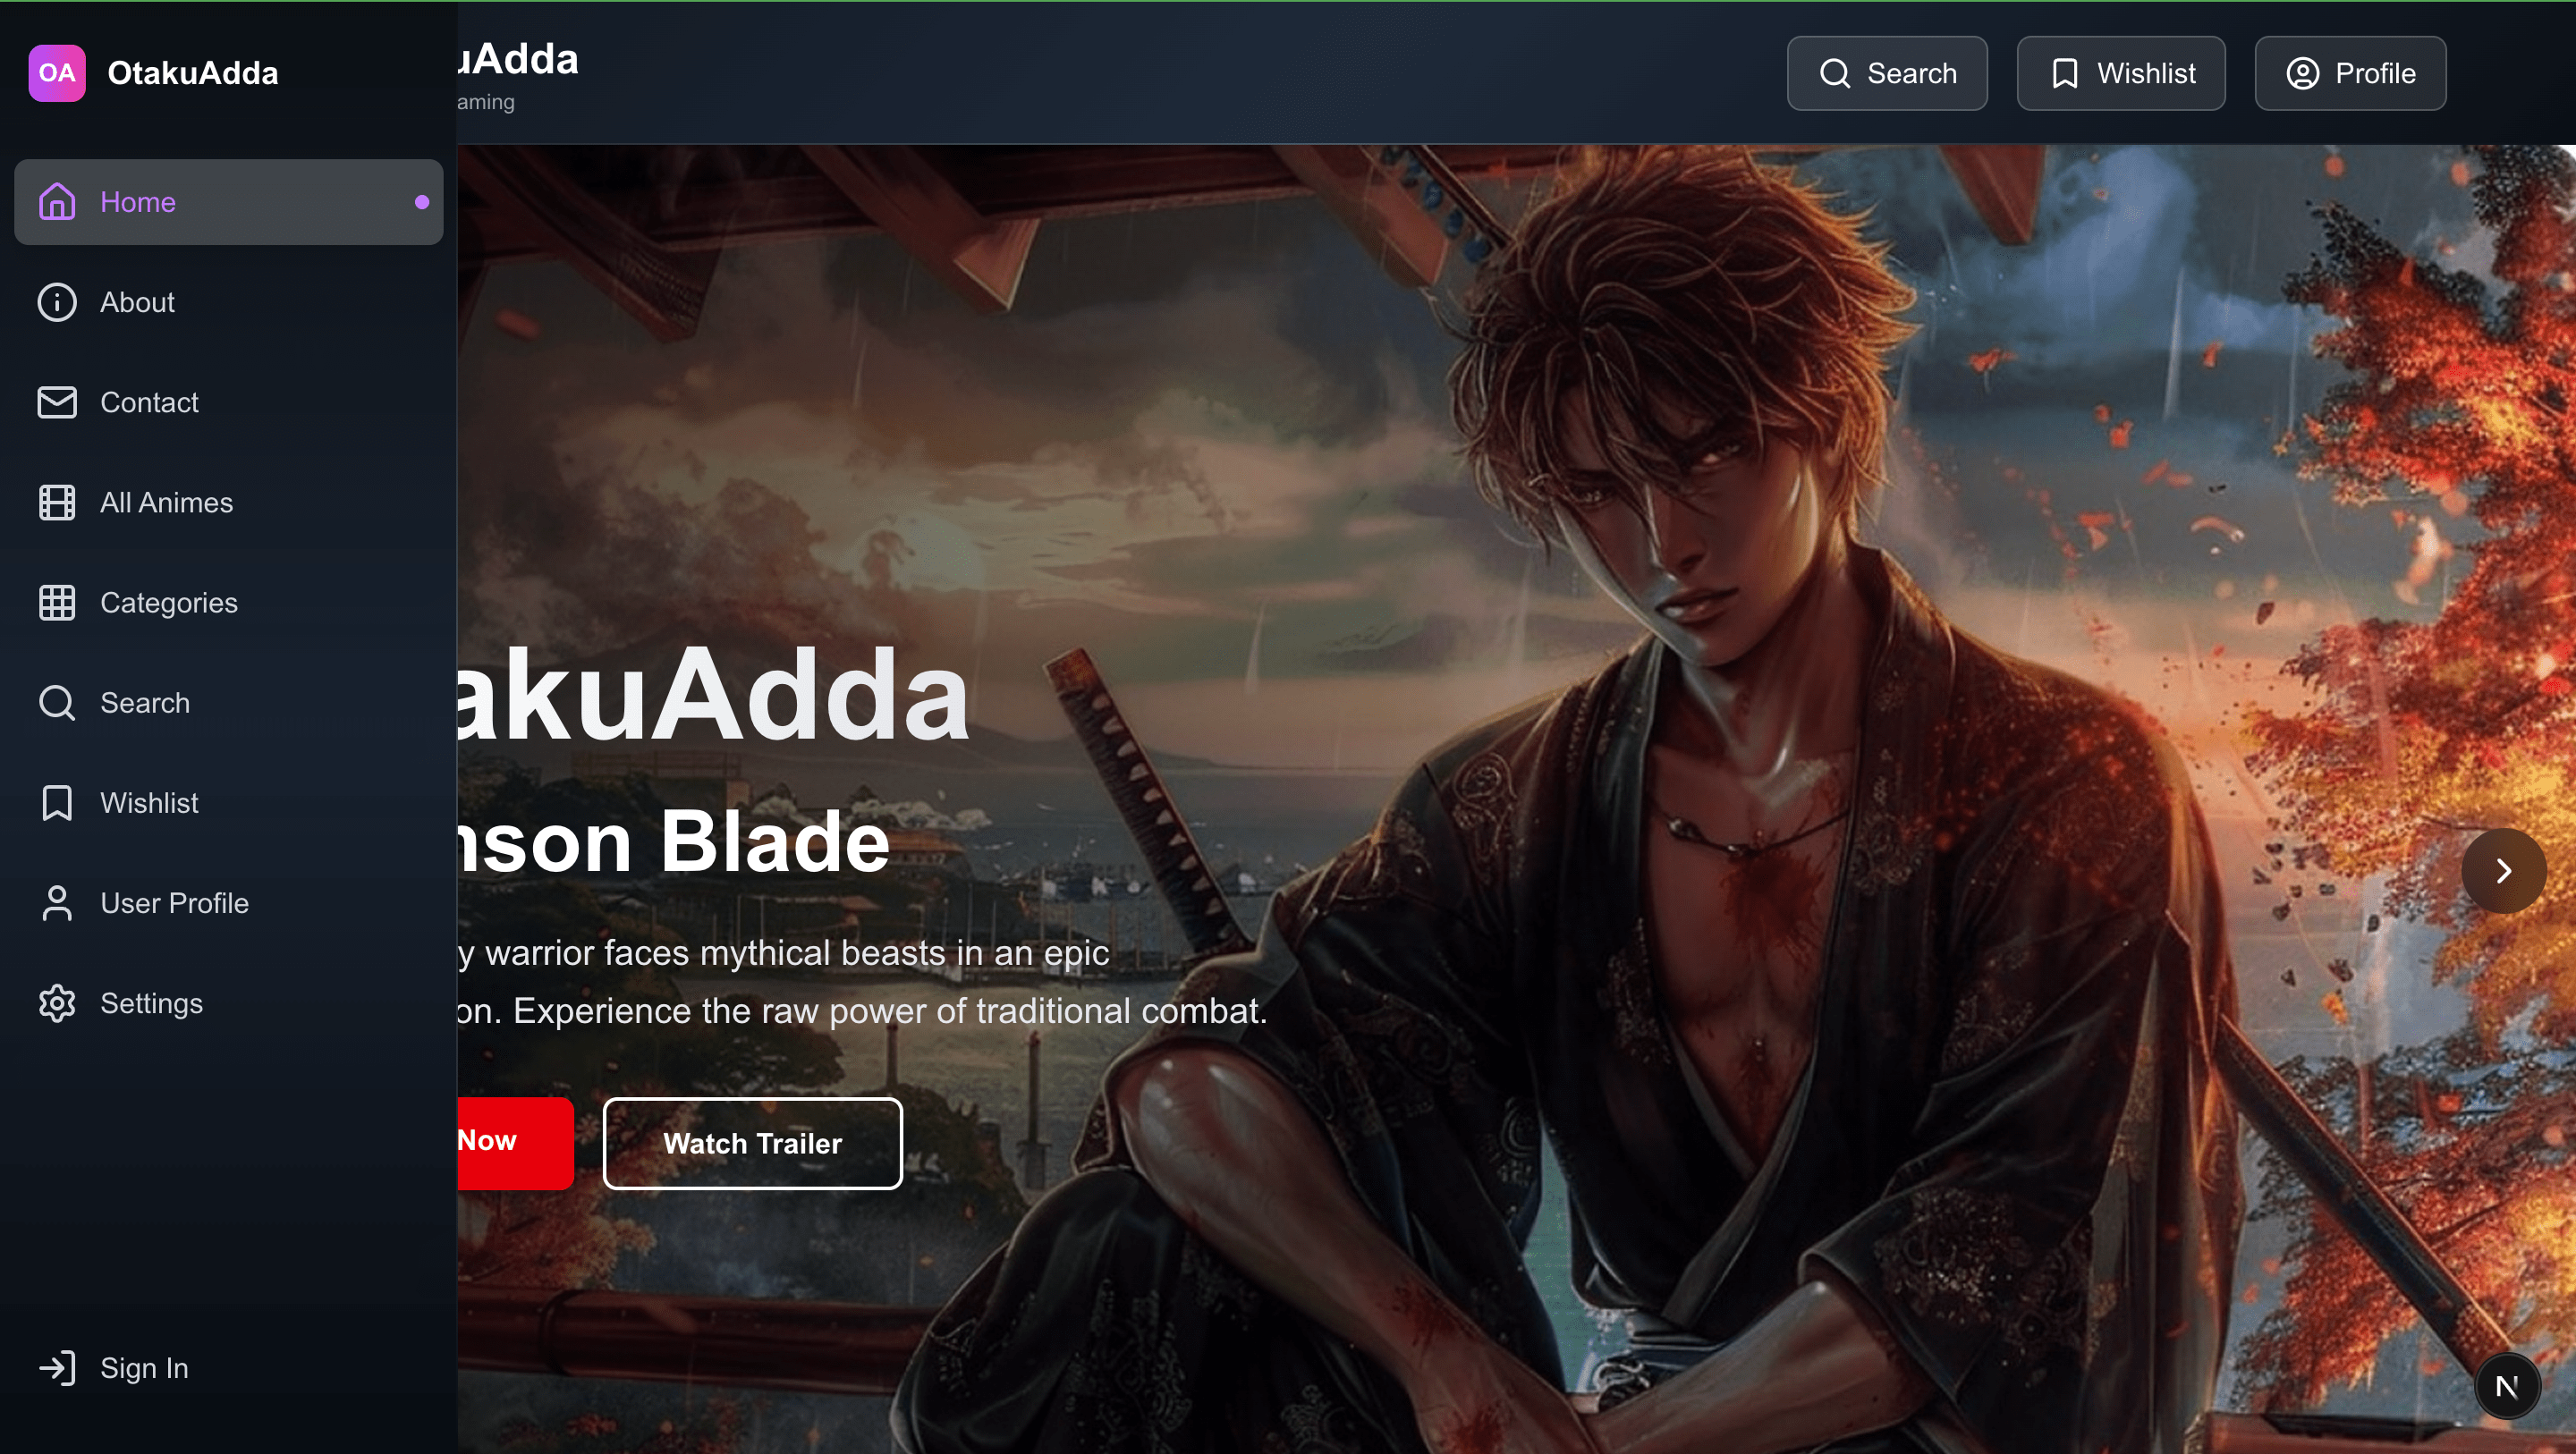 OA OtakuAdda
Home
About
Contact
All Animes
Categories
Search
Wishlist
User Profile
Settings
Sign In
uAdda
aming
Search Wishlist Profile
akuAdda
nson Blade
y warrior faces mythical beasts in an epic
on. Experience the raw power of traditional combat.
Now Watch Trailer
N